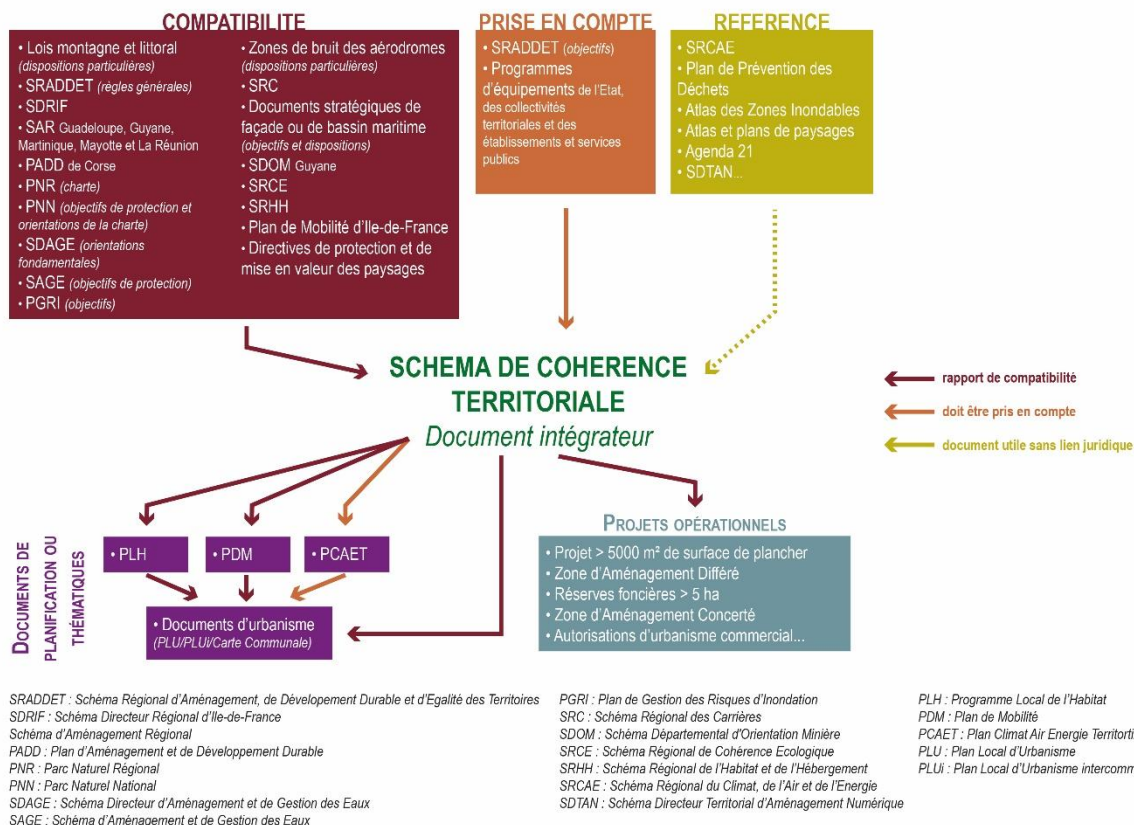 COMPATIBILITE
• Lois montagne et littoral
(dispositions particulières)
• SRADDET (règles générales)
• SDRIF
• SAR Guadeloupe, Guyane,
Martinique, Mayotte et La Réunion
• PADD de Corse
• PNR (charte)
• PNN (objectifs de protection et
orientations de la charte)
• SDAGE (orientations
fondamentales)
• SAGE (objectifs de protection)
• PGRI (objectifs)
• Zones de bruit des aérodromes
(dispositions particulières)
• SRC
• Documents stratégiques de
façade ou de bassin maritime
(objectifs et dispositions)
• SDOM Guyane
• SRCE
• SRHH
• Plan de Mobilité d'Ile-de-France
• Directives de protection et de
mise en valeur des paysages
PRISE EN COMPTE
• SRADDET (objectifs)
• Programmes
d'équipements de l'Etat,
des collectivités
territoriales et des
établissements et services
publics
REFERENCE
• SRCAE
• Plan de Prévention des
Déchets
• Atlas des Zones Inondables
• Atlas et plans de paysages
• Agenda 21
• SDTAN...
SCHEMA DE COHERENCE
TERRITORIALE
Document intégrateur
rapport de compatibilité
doit être pris en compte
document utile sans lien juridique
DOCUMENTS DE
PLANIFICATION OU
THÉMATIQUES
• PLH
• PDM
• PCAET
• Documents d'urbanisme
(PLU/PLUi/Carte Communale)
PROJETS OPÉRATIONNELS
• Projet > 5000 m² de surface de plancher
• Zone d'Aménagement Différé
• Réserves foncières > 5 ha
• Zone d'Aménagement Concerté
• Autorisations d'urbanisme commercial...
SRADDET : Schéma Régional d'Aménagement, de Dévelopement Durable et d'Egalité des Territoires
SDRIF : Schéma Directeur Régional d'Ile-de-France
Schéma d'Aménagement Régional
PADD : Plan d'Aménagement et de Développement Durable
PNR : Parc Naturel Régional
PNN : Parc Naturel National
SDAGE : Schéma Directeur d'Aménagement et de Gestion des Eaux
SAGE : Schéma d'Aménagement et de Gestion des Eaux
PGRI : Plan de Gestion des Risques d'Inondation
SRC : Schéma Régional des Carrières
SDOM : Schéma Départemental d'Orientation Minière
SRCE : Schéma Régional de Cohérence Ecologique
SRHH : Schéma Régional de l'Habitat et de l'Hébergement
SRCAE : Schéma Régional du Climat, de l'Air et de l'Energie
SDTAN : Schéma Directeur Territorial d'Aménagement Numérique
PLH : Programme Local de l'Habitat
PDM : Plan de Mobilité
PCAET : Plan Climat Air Energie Territorti
PLU : Plan Local d'Urbanisme
PLUi : Plan Local d'Urbanisme intercomm